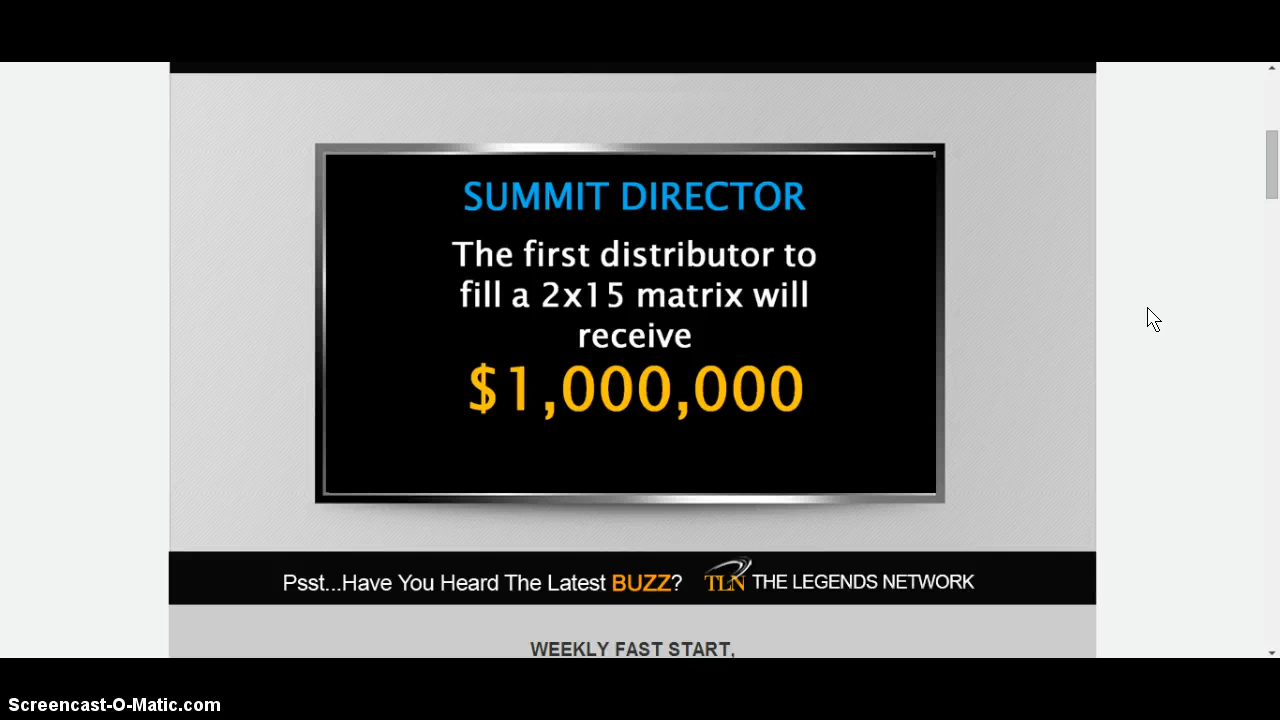 SUMMIT DIRECTOR
The first distributor to
fill a 2x15 matrix will
receive
$1,000,000
Psst...Have You Heard The Latest BUZZ? TLN THE LEGENDS NETWORK
WEEKLY FAST START,
Screencast-O-Matic.com